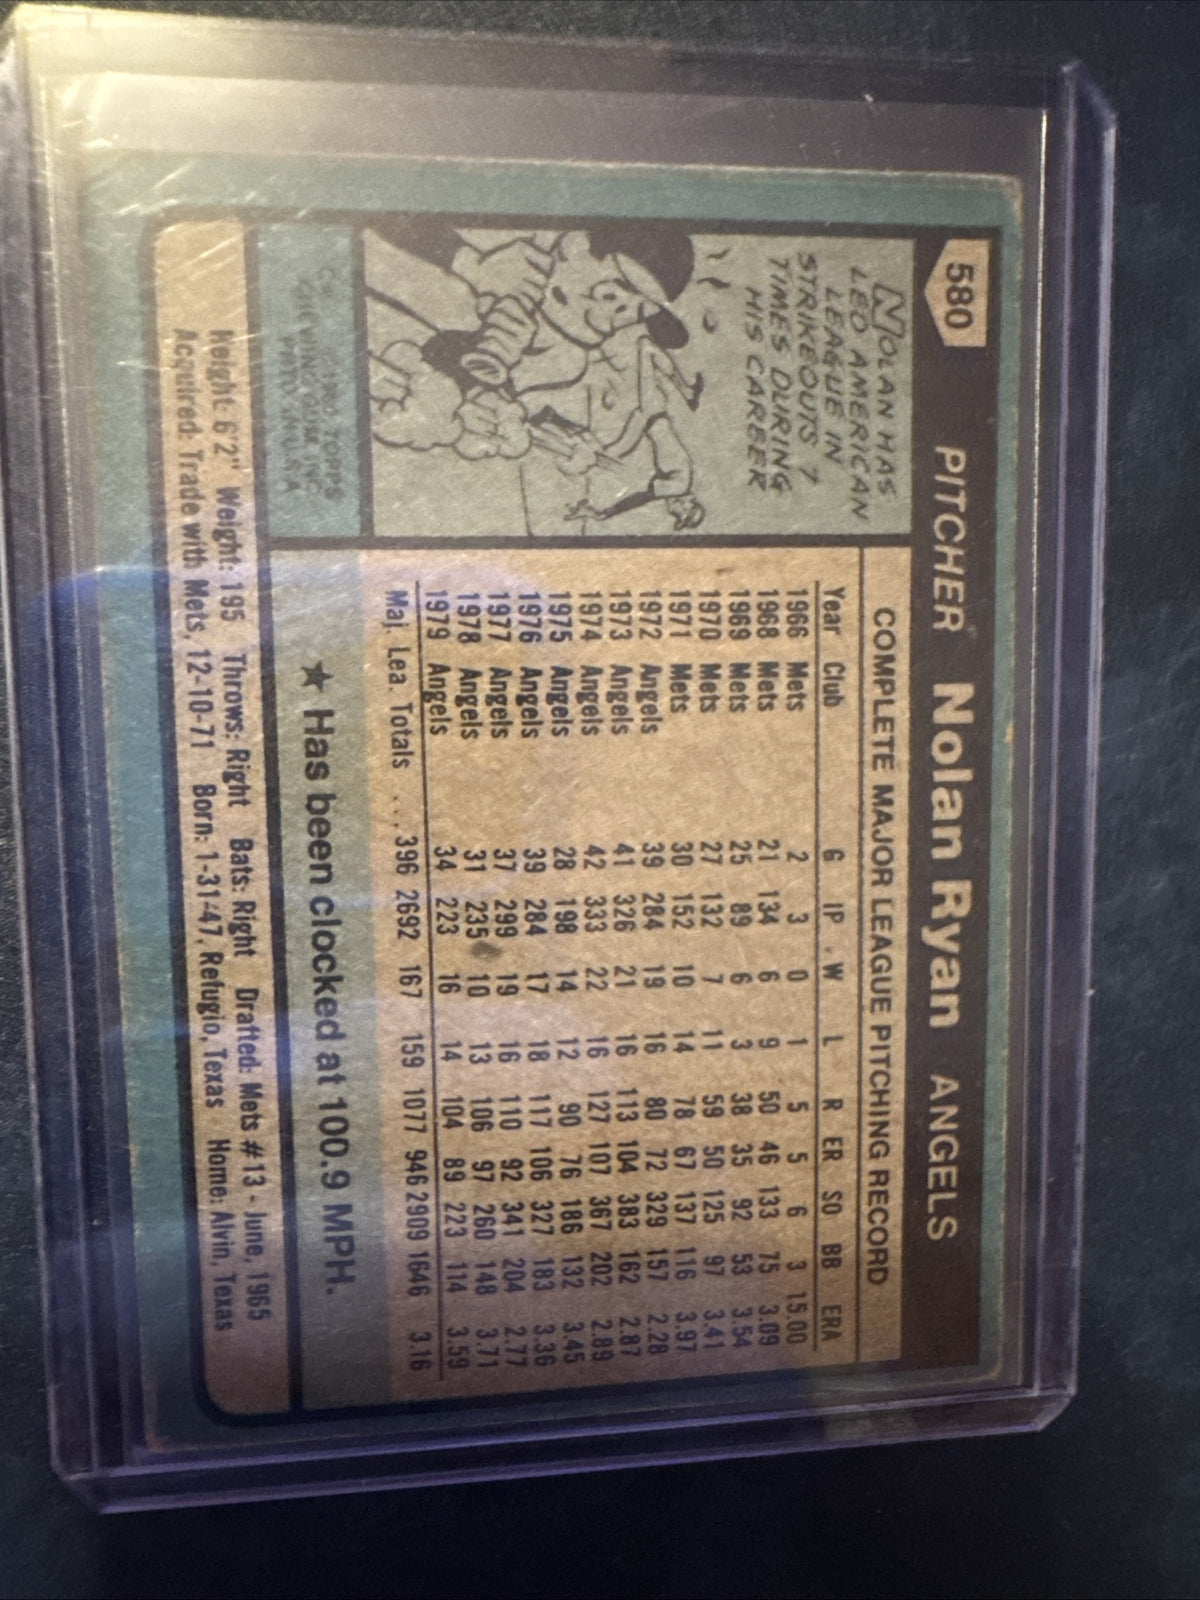 580 PITCHER Nolan Ryan ANGELS
NOLAN HAS
LED AMERICAN
LEAGUE IN
STRIKEOUTS 7
TIMES DURING
HIS CAREER
TOPPS
CHEWING GUM, INC.
PRTD. IN U.S.A.
COMPLETE MAJOR LEAGUE PITCHING RECORD
Year Club G IP W L R ER SO BB ERA
1966 Mets 2 3 0 1 5 5 6 3 15.00
1968 Mets 21 134 6 9 50 46 133 75 3.09
1969 Mets 25 89 6 3 38 35 92 53 3.54
1970 Mets 27 132 7 11 59 50 125 97 3.41
1971 Mets 30 152 10 14 78 67 137 116 3.97
1972 Angels 39 284 19 16 80 72 329 157 2.28
1973 Angels 41 326 21 16 113 104 383 162 2.87
1974 Angels 42 333 22 16 127 107 367 202 2.89
1975 Angels 28 198 14 12 90 76 186 132 3.45
1976 Angels 39 284 17 18 117 106 327 183 3.36
1977 Angels 37 299 19 16 110 92 341 204 2.77
1978 Angels 31 235 10 13 106 97 260 148 3.71
1979 Angels 34 223 16 14 104 89 223 114 3.59
Maj. Lea. Totals ... 396 2692 167 159 1077 946 2909 1646 3.16
★ Has been clocked at 100.9 MPH.
Height: 6'2" Weight: 195 Throws: Right Bats: Right Drafted: Mets #13 - June, 1965
Acquired: Trade with Mets, 12-10-71 Born: 1-31-47, Refugio, Texas Home: Alvin, Texas